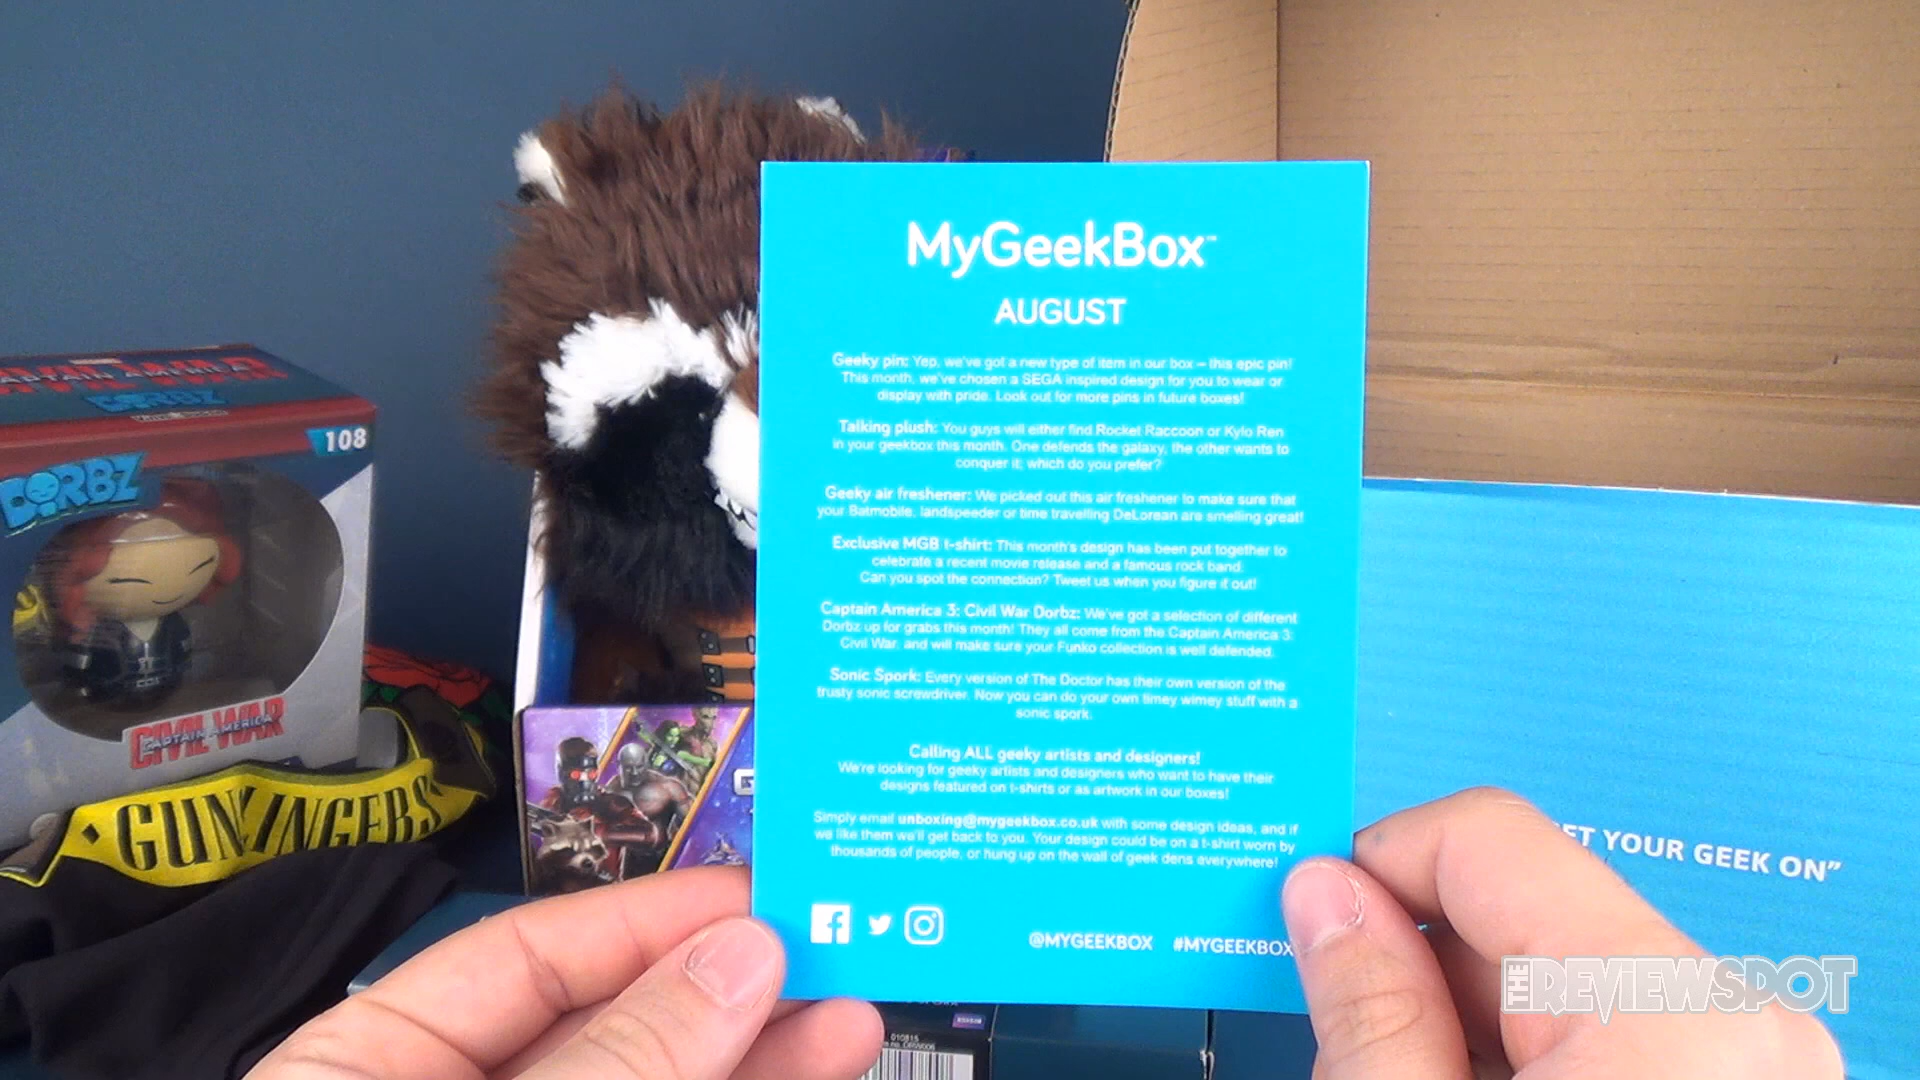 MyGeekBox™
AUGUST
Geeky pin: Yep, we've got a new type of item in our box – this epic pin!
This month, we've chosen a SEGA inspired design for you to wear or
display with pride. Look out for more pins in future boxes!
Talking plush: You guys will either find Rocket Raccoon or Kylo Ren
in your geekbox this month. One defends the galaxy, the other wants to
conquer it; which do you prefer?
Geeky air freshener: We picked out this air freshener to make sure that
your Batmobile, landspeeder or time travelling DeLorean are smelling great!
Exclusive MGB t-shirt: This month's design has been put together to
celebrate a recent movie release and a famous rock band.
Can you spot the connection? Tweet us when you figure it out!
Captain America 3: Civil War Dorbz: We've got a selection of different
Dorbz up for grabs this month! They all come from the Captain America 3:
Civil War, and will make sure your Funko collection is well defended.
Sonic Spork: Every version of The Doctor has their own version of the
trusty sonic screwdriver. Now you can do your own timey wimey stuff with a
sonic spork.
Calling ALL geeky artists and designers!
We're looking for geeky artists and designers who want to have their
designs featured on t-shirts or as artwork in our boxes!
Simply email unboxing@mygeekbox.co.uk with some design ideas, and if
we like them we'll get back to you. Your design could be on a t-shirt worn by
thousands of people, or hung up on the wall of geek dens everywhere!
@MYGEEKBOX #MYGEEKBOX
CAPTAIN AMERICA
CIVIL WAR
DORBZ
108
DORBZ
CAPTAIN AMERICA
CIVIL WAR
GUN LINGERS
YOUR GEEK ON"
010815
THE REVIEWSPOT